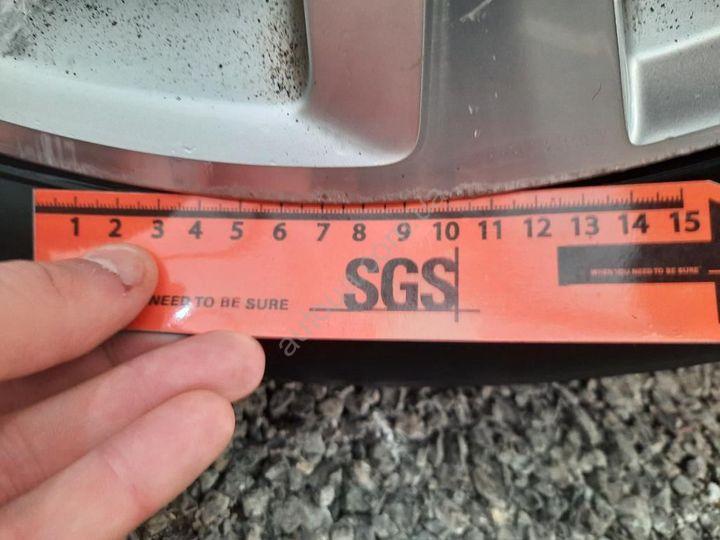 1 2 3 4 5 6 7 8 9 10 11 12 13 14 15
WHEN YOU NEED TO BE SURE
NEED TO BE SURE
SGS